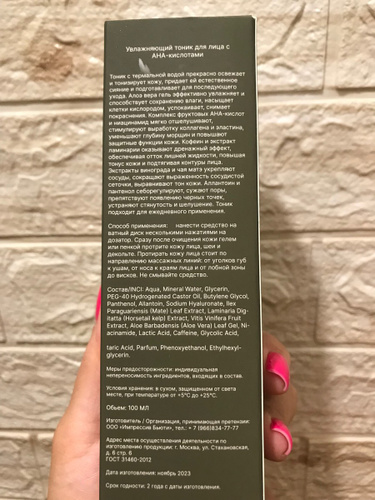 Увлажняющий тоник для лица с
АНА-кислотами
Тоник с термальной водой прекрасно освежает
и тонизирует кожу, придает ей естественное
сияние и подготавливает для последующего
ухода. Алоэ вера гель эффективно увлажняет и
способствует сохранению влаги, насыщает
клетки кислородом, успокаивает, снимает
покраснения. Комплекс фруктовых АНА-кислот
и ниацинамид мягко отшелушивают,
стимулируют выработку коллагена и эластина,
уменьшают глубину морщин и повышают
защитные функции кожи. Кофеин и экстракт
ламинарии оказывают дренажный эффект,
обеспечивая отток лишней жидкости, повышая
тонус кожи и подтягивая контуры лица.
Экстракты винограда и чая мате укрепляют
сосуды, сокращают выраженность сосудистой
сеточки, выравнивают тон кожи. Аллантоин и
пантенол себорегулируют, сужают поры,
препятствуют появлению черных точек,
устраняют стянутость и шелушение. Тоник
подходит для ежедневного применения.
Способ применения: нанести средство на
ватный диск несколькими нажатиями на
дозатор. Сразу после очищения кожи гелем
или пенкой протрите кожу лица, шеи и
декольте. Протирать кожу лица стоит по
направлению массажных линий: от уголков губ
к ушам, от носа к краям лица и от лобной зоны
до висков. Не смывайте средство.
Состав/INCI: Aqua, Mineral Water, Glycerin,
PEG-40 Hydrogenated Castor Oil, Butylene Glycol,
Panthenol, Allantoin, Sodium Hyaluronate, Ilex
Paraguariensis (Mate) Leaf Extract, Laminaria Dig-
itatta (Horsetail kelp) Extract, Vitis Vinifera Fruit
Extract, Aloe Barbadensis (Aloe Vera) Leaf Gel, Ni-
acinamide, Lactic Acid, Caffeine, Glycolic Acid,
taric Acid, Parfum, Phenoxyethanol, Ethylhexyl-
glycerin.
Меры предосторожности: индивидуальная
непереносимость ингредиентов, входящих в состав.
Условия хранения: в сухом, защищенном от света
месте, при температуре от +5°С до +25°С.
Объем: 100 МЛ
Изготовитель / Организация, принимающая претензии:
ООО «Импрессив Бьюти», тел.: + 7 (966)834-77-77
Адрес места осуществления деятельности по
изготовлению продукции: г. Москва, ул. Стахановская,
д. 6 стр. 6
ГОСТ 31460-2012
Дата изготовления: ноябрь 2023
Срок годности: 2 года с даты изготовления.